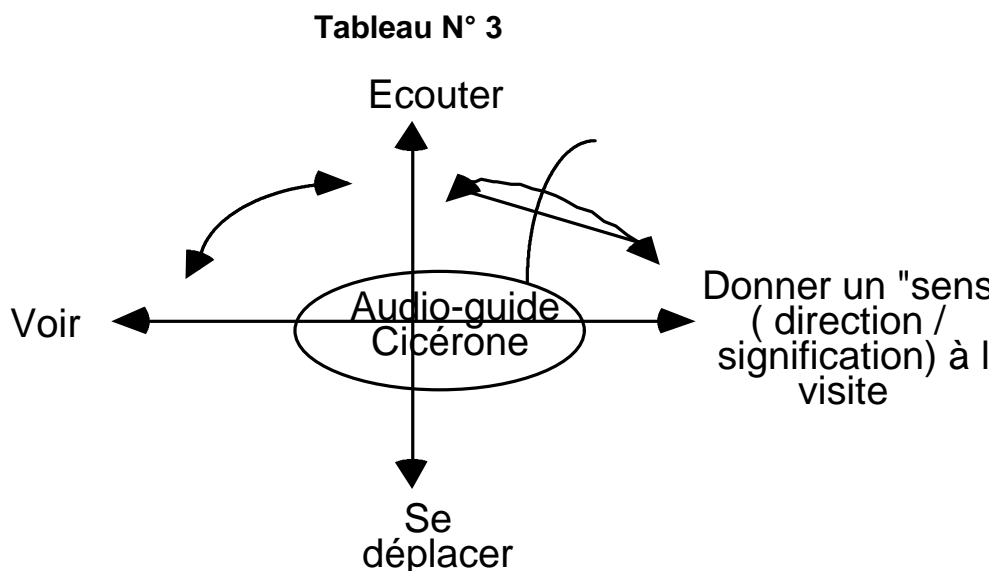 Tableau N° 3
Ecouter
Voir
Audio-guide
Cicérone
Donner un "sens
( direction /
signification) à l
visite
Se
déplacer